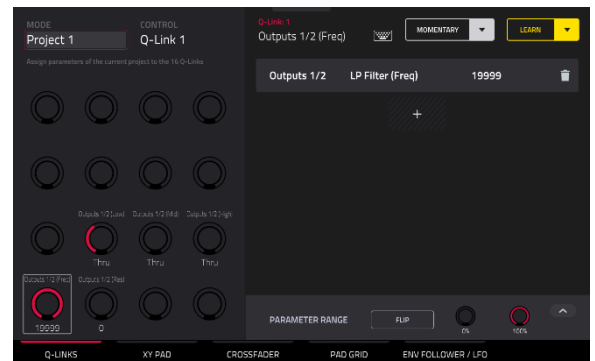 MODE
Project 1
CONTROL
Q-Link 1
Assign parameters of the current project to the 16 Q-Links
Outputs 1/2 (Low) Outputs 1/2 (Mid) Outputs 1/2 (High)
Thru Thru Thru
Outputs 1/2 (Freq) Outputs 1/2 (Res)
19999 0
Q-Link: 1
Outputs 1/2 (Freq)
MOMENTARY
LEARN
Outputs 1/2 LP Filter (Freq) 19999
+
PARAMETER RANGE FLIP
0% 100%
Q-LINKS XY PAD CROSSFADER PAD GRID ENV FOLLOWER / LFO